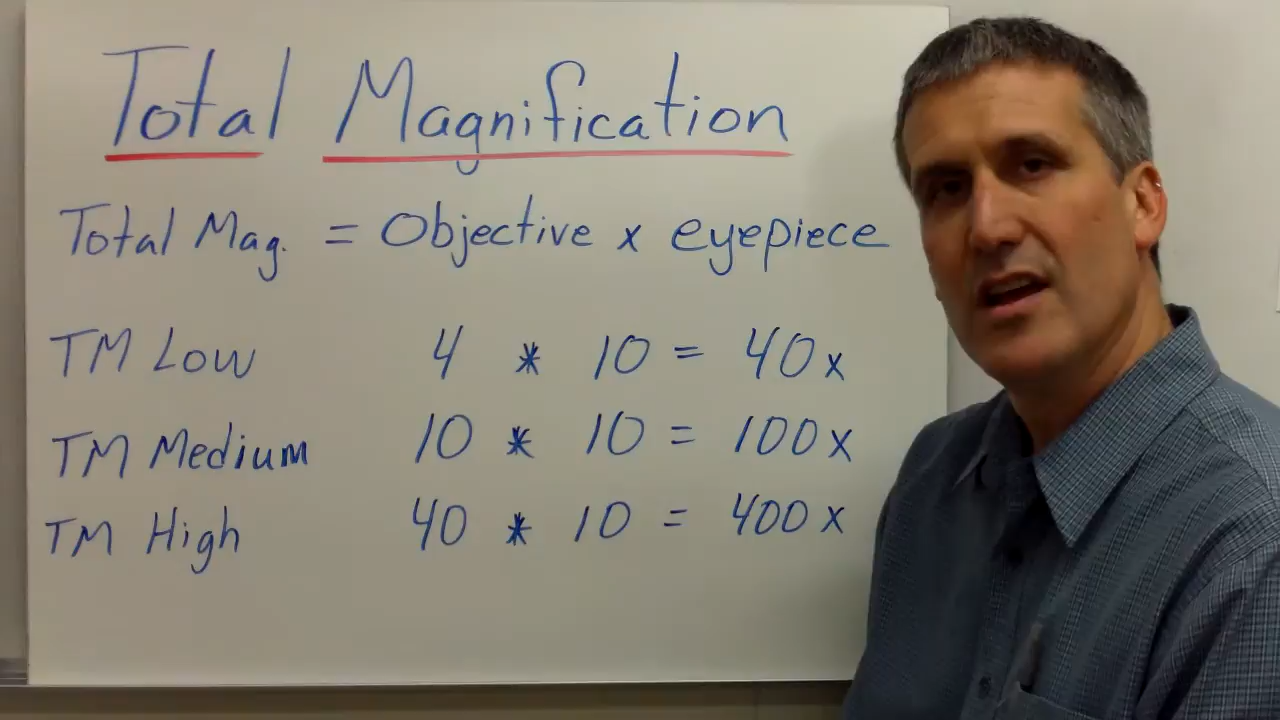 Total Magnification
Total Mag. = Objective x eyepiece
TM Low 4 * 10 = 40x
TM Medium 10 * 10 = 100x
TM High 40 * 10 = 400x